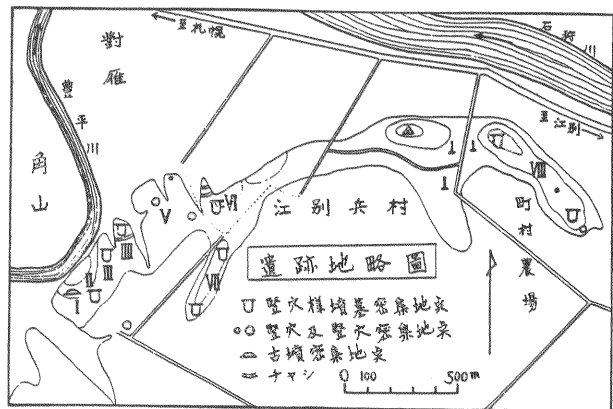 至札幌
石狩川
對雁
豊平川
角山
至江別
江別兵村
町村農場
I
II
III
III
V
VI
VII
VIII
遺跡地略圖
竪穴様墳墓密集地点
竪穴及竪穴密集地点
古墳密集地点
チャシ
0 100 500m